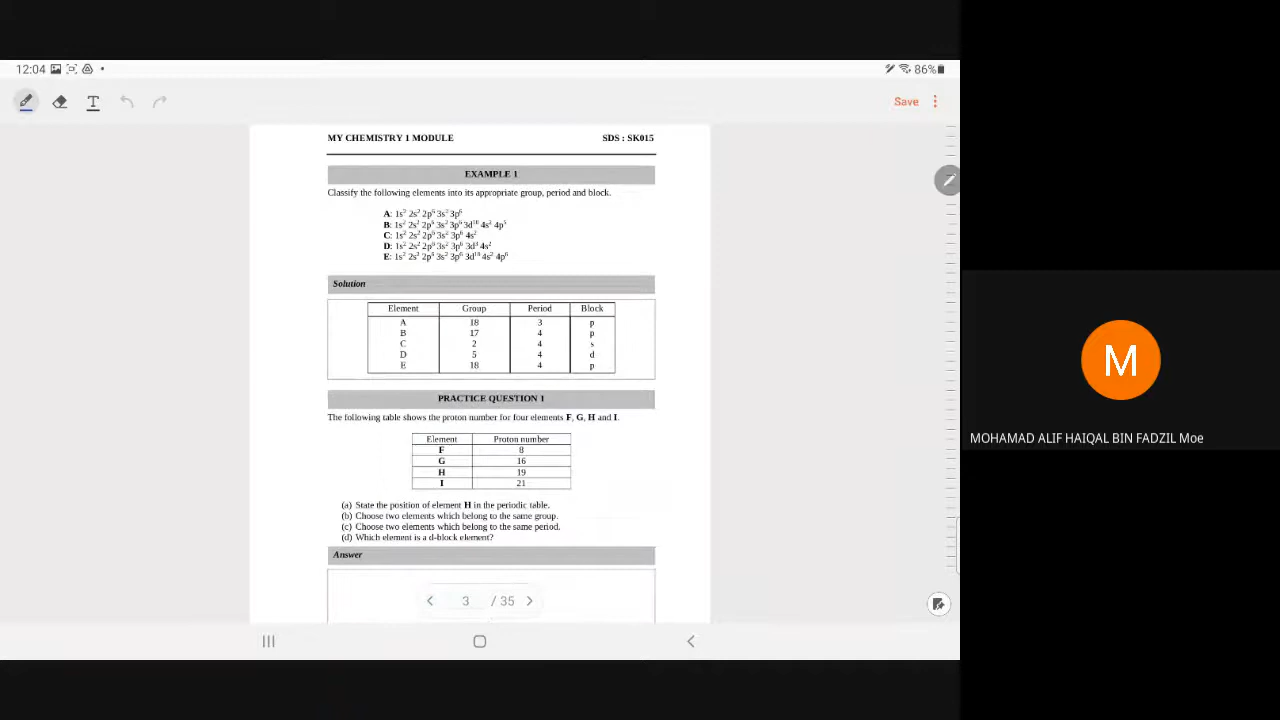 12:04
86%
T
Save
MY CHEMISTRY 1 MODULE SDS : SK015
EXAMPLE 1
Classify the following elements into its appropriate group, period and block.
A: 1s² 2s² 2p⁶ 3s² 3p⁶
B: 1s² 2s² 2p⁶ 3s² 3p⁶ 3d¹⁰ 4s² 4p⁵
C: 1s² 2s² 2p⁶ 3s² 3p⁶ 4s²
D: 1s² 2s² 2p⁶ 3s² 3p⁶ 3d³ 4s²
E: 1s² 2s² 2p⁶ 3s² 3p⁶ 3d¹⁰ 4s² 4p⁶
Solution
Element Group Period Block
A 18 3 p
B 17 4 p
C 2 4 s
D 5 4 d
E 18 4 p
PRACTICE QUESTION 1
The following table shows the proton number for four elements F, G, H and I.
Element Proton number
F 8
G 16
H 19
I 21
(a) State the position of element H in the periodic table.
(b) Choose two elements which belong to the same group.
(c) Choose two elements which belong to the same period.
(d) Which element is a d-block element?
Answer
3 / 35
M
MOHAMAD ALIF HAIQAL BIN FADZIL Moe